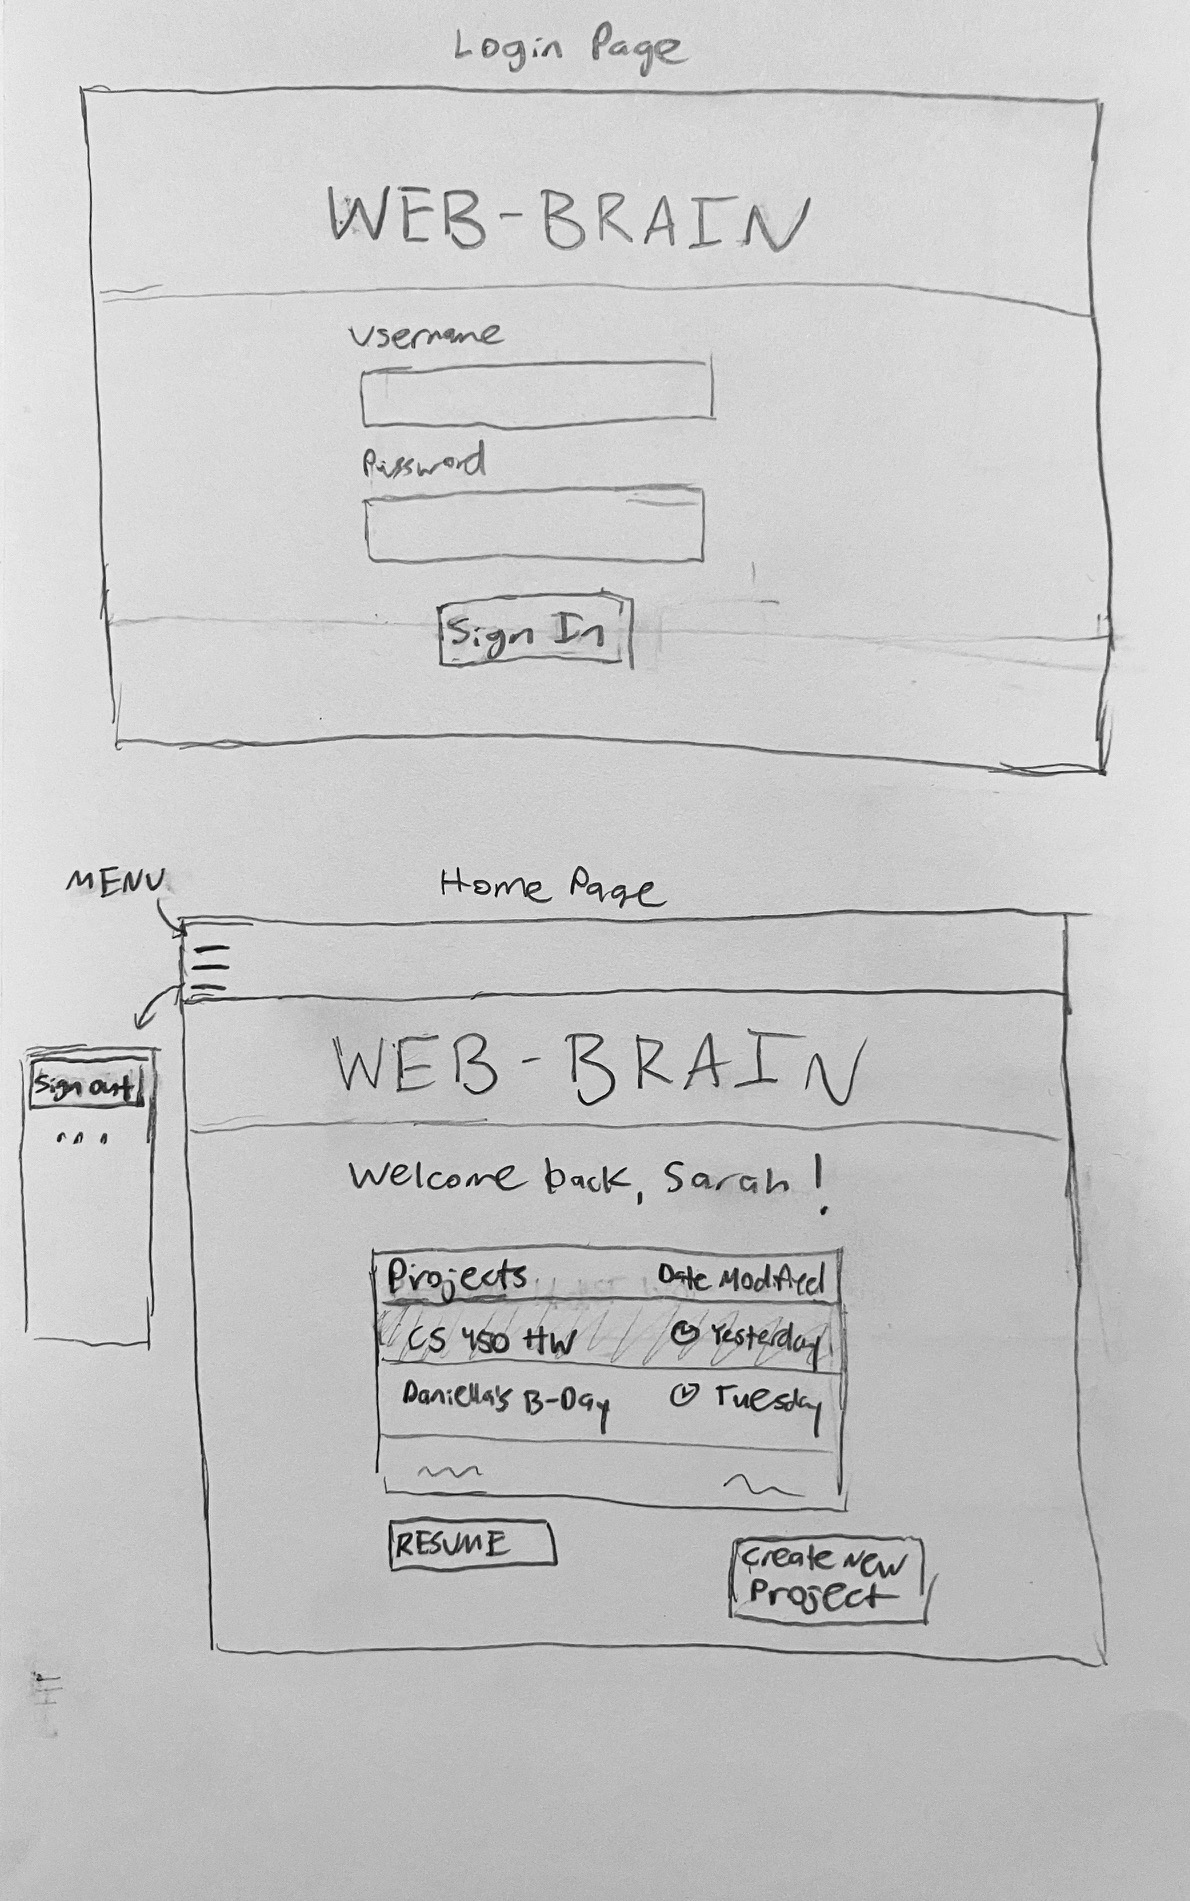 Login Page
WEB-BRAIN
Username
Password
Sign In
MENU
Home Page
WEB-BRAIN
Sign out
...
Welcome back, Sarah!
Projects Date Modified
CS 450 HW Yesterday
Daniella's B-Day Tuesday
RESUME
Create New
Project